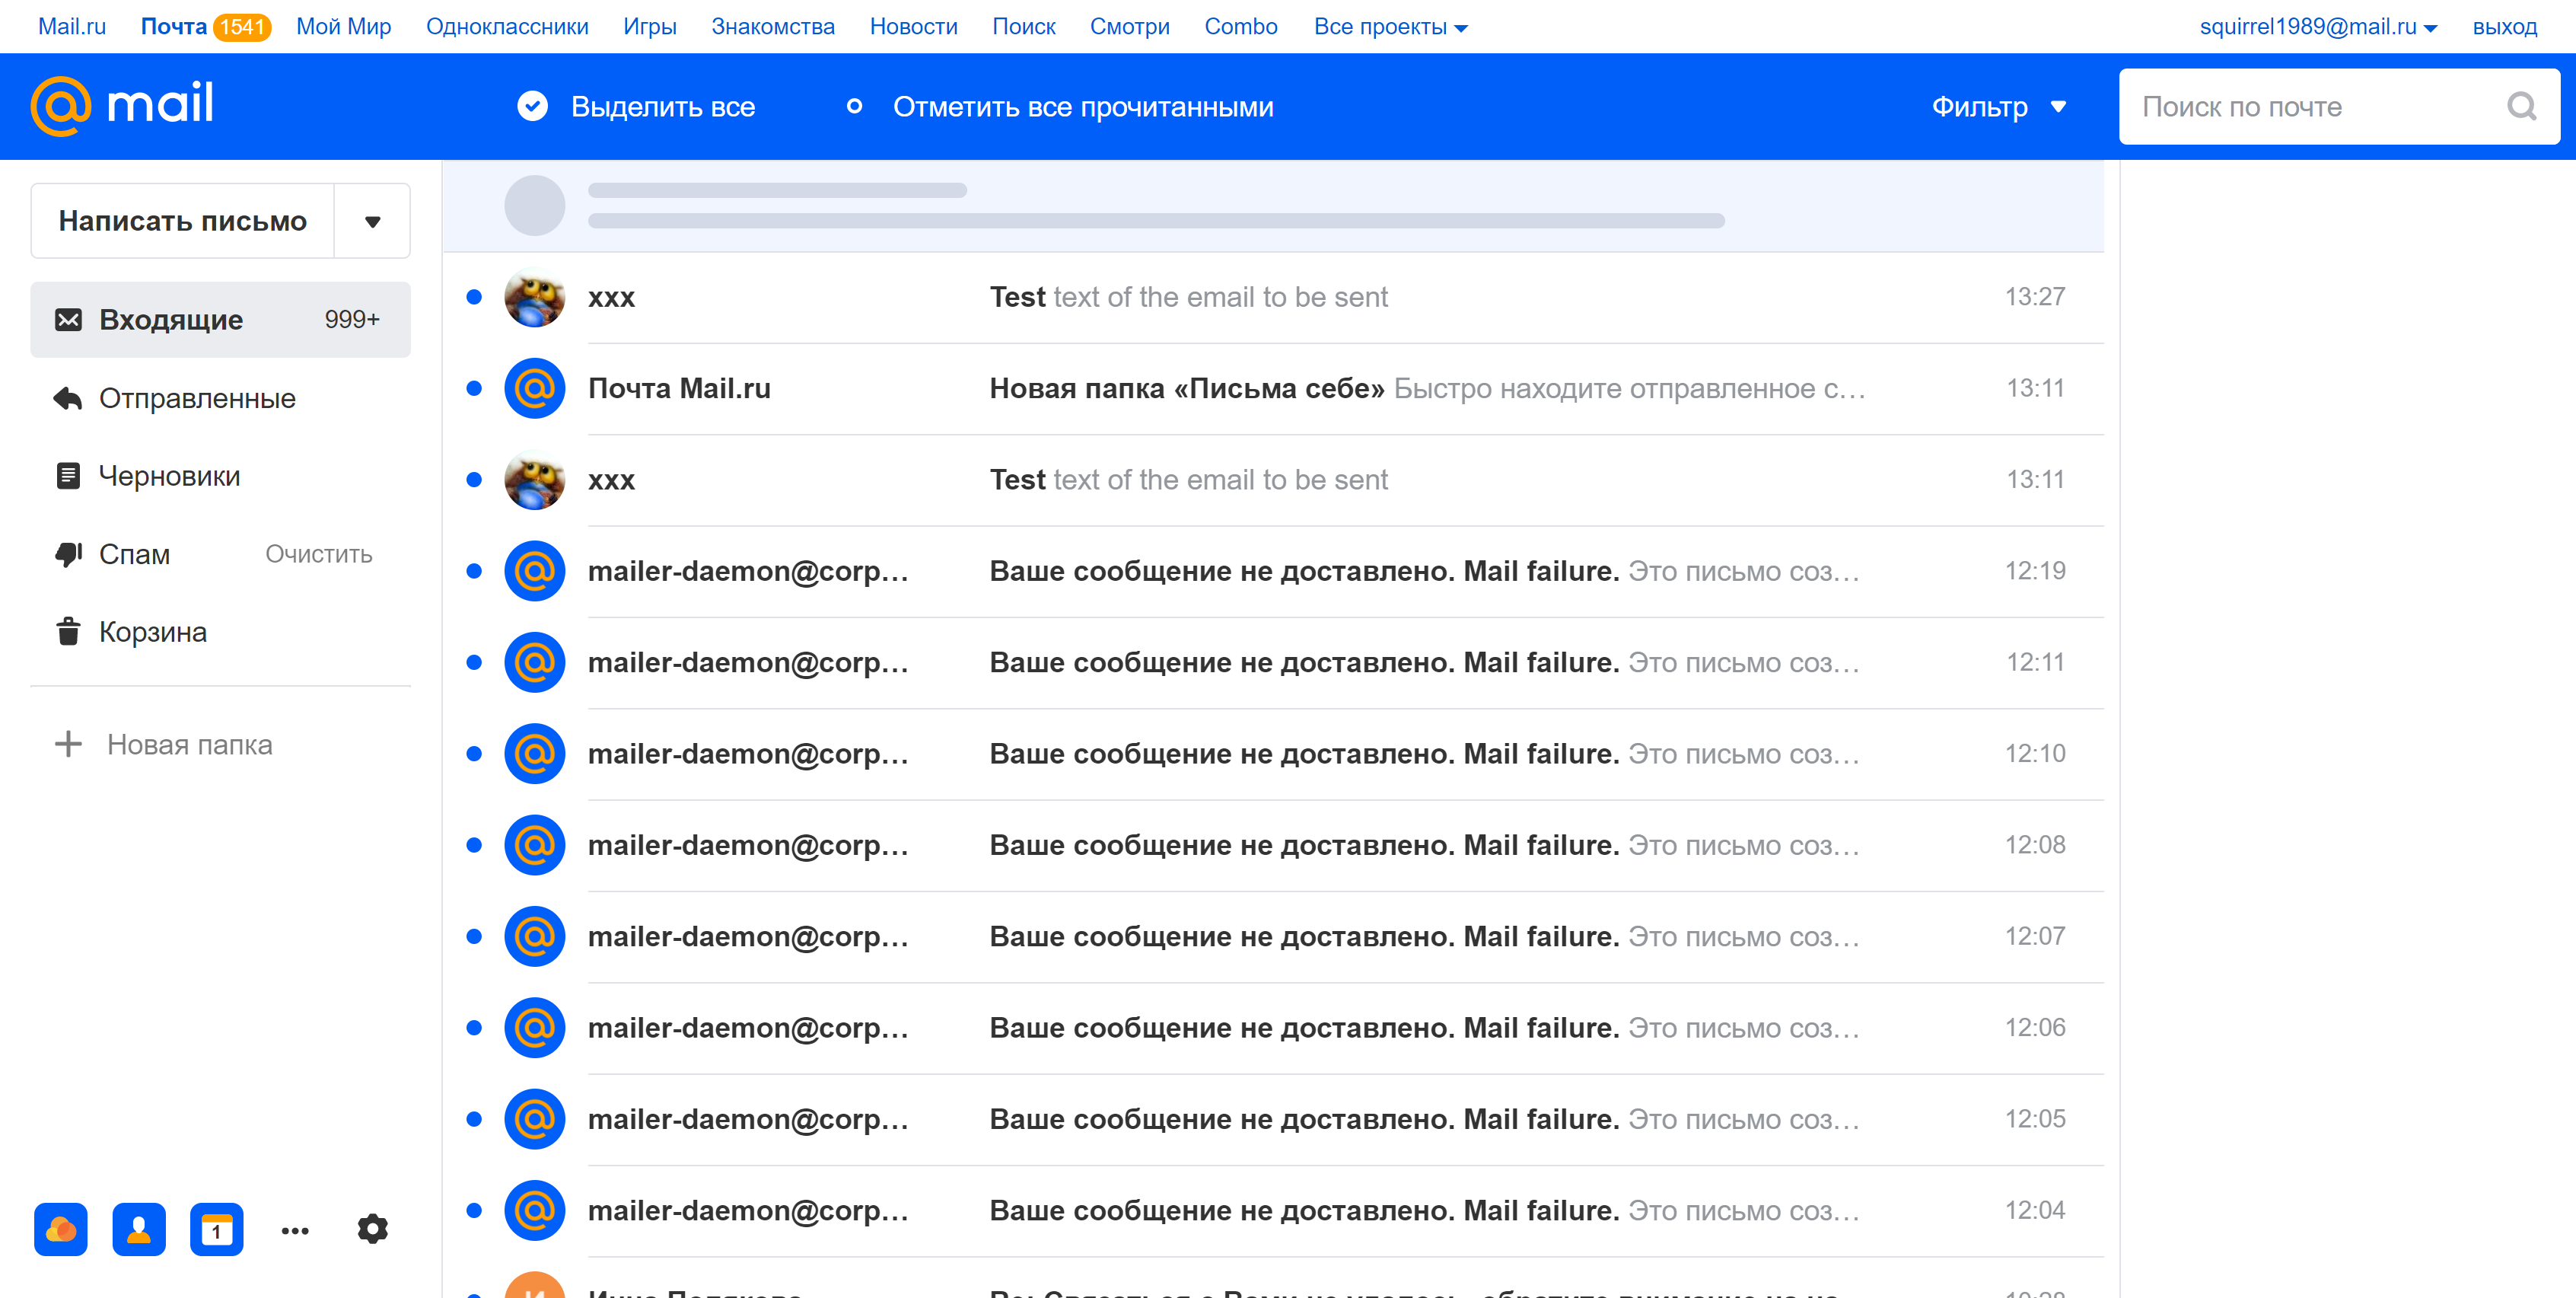 Mail.ru Почта 1541 Мой Мир Одноклассники Игры Знакомства Новости Поиск Смотри Combo Все проекты squirrel1989@mail.ru выход
mail Выделить все Отметить все прочитанными Фильтр Поиск по почте
Написать письмо
Входящие 999+
Отправленные
Черновики
Спам Очистить
Корзина
Новая папка
1
xxx Test text of the email to be sent 13:27
Почта Mail.ru Новая папка «Письма себе» Быстро находите отправленное с… 13:11
xxx Test text of the email to be sent 13:11
mailer-daemon@corp… Ваше сообщение не доставлено. Mail failure. Это письмо соз… 12:19
mailer-daemon@corp… Ваше сообщение не доставлено. Mail failure. Это письмо соз… 12:11
mailer-daemon@corp… Ваше сообщение не доставлено. Mail failure. Это письмо соз… 12:10
mailer-daemon@corp… Ваше сообщение не доставлено. Mail failure. Это письмо соз… 12:08
mailer-daemon@corp… Ваше сообщение не доставлено. Mail failure. Это письмо соз… 12:07
mailer-daemon@corp… Ваше сообщение не доставлено. Mail failure. Это письмо соз… 12:06
mailer-daemon@corp… Ваше сообщение не доставлено. Mail failure. Это письмо соз… 12:05
mailer-daemon@corp… Ваше сообщение не доставлено. Mail failure. Это письмо соз… 12:04